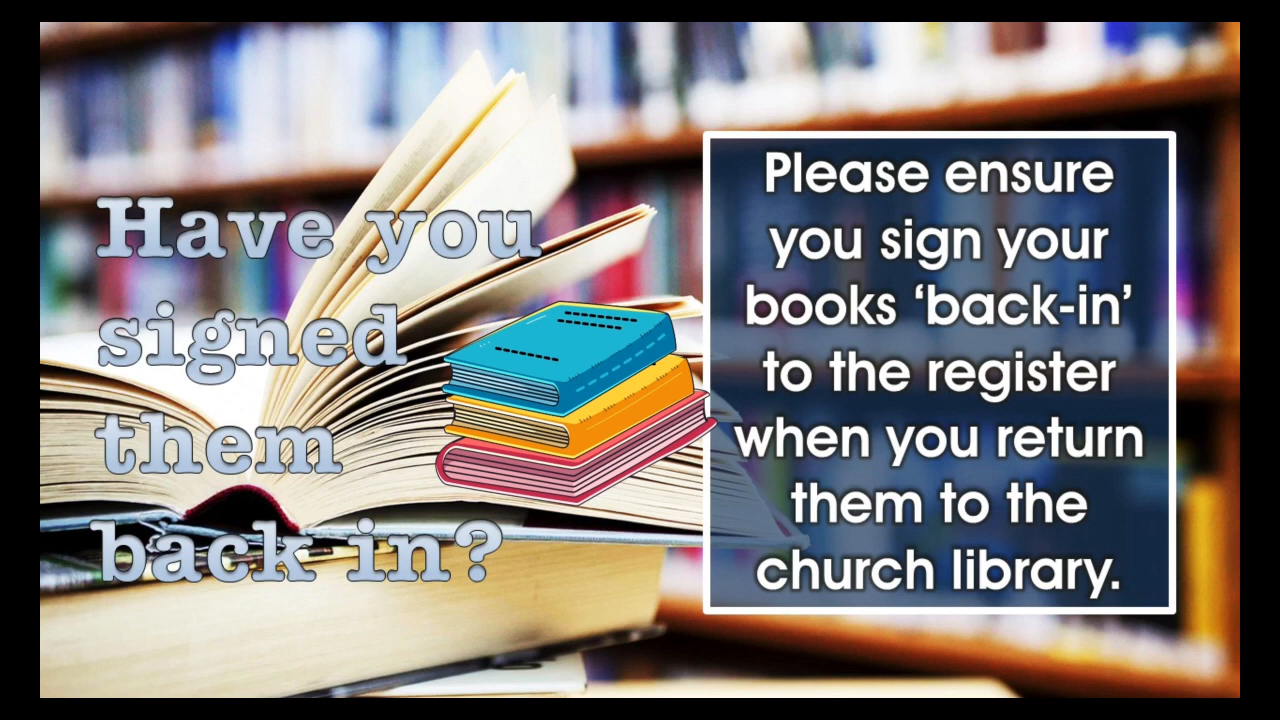 Have you
signed
them
back in?
Please ensure
you sign your
books ‘back-in’
to the register
when you return
them to the
church library.